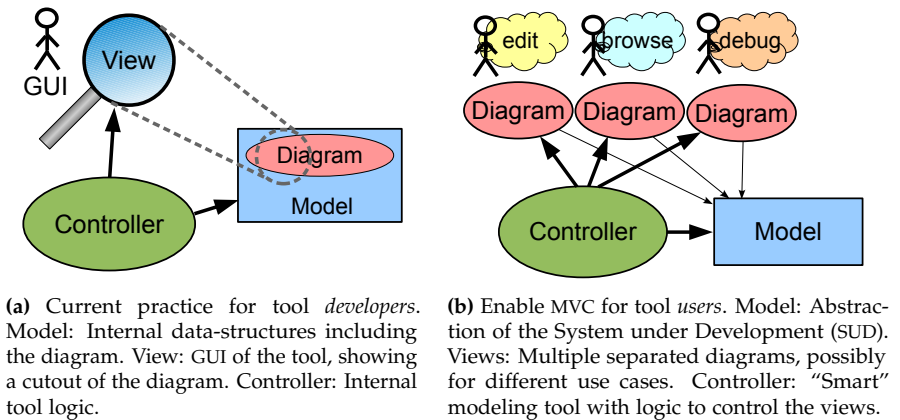 View
GUI
Diagram
Model
Controller
(a) Current practice for tool developers.
Model: Internal data-structures including
the diagram. View: GUI of the tool, showing
a cutout of the diagram. Controller: Internal
tool logic.
edit
browse
debug
Diagram
Diagram
Diagram
Controller
Model
(b) Enable MVC for tool users. Model: Abstrac-
tion of the System under Development (SUD).
Views: Multiple separated diagrams, possibly
for different use cases. Controller: “Smart”
modeling tool with logic to control the views.